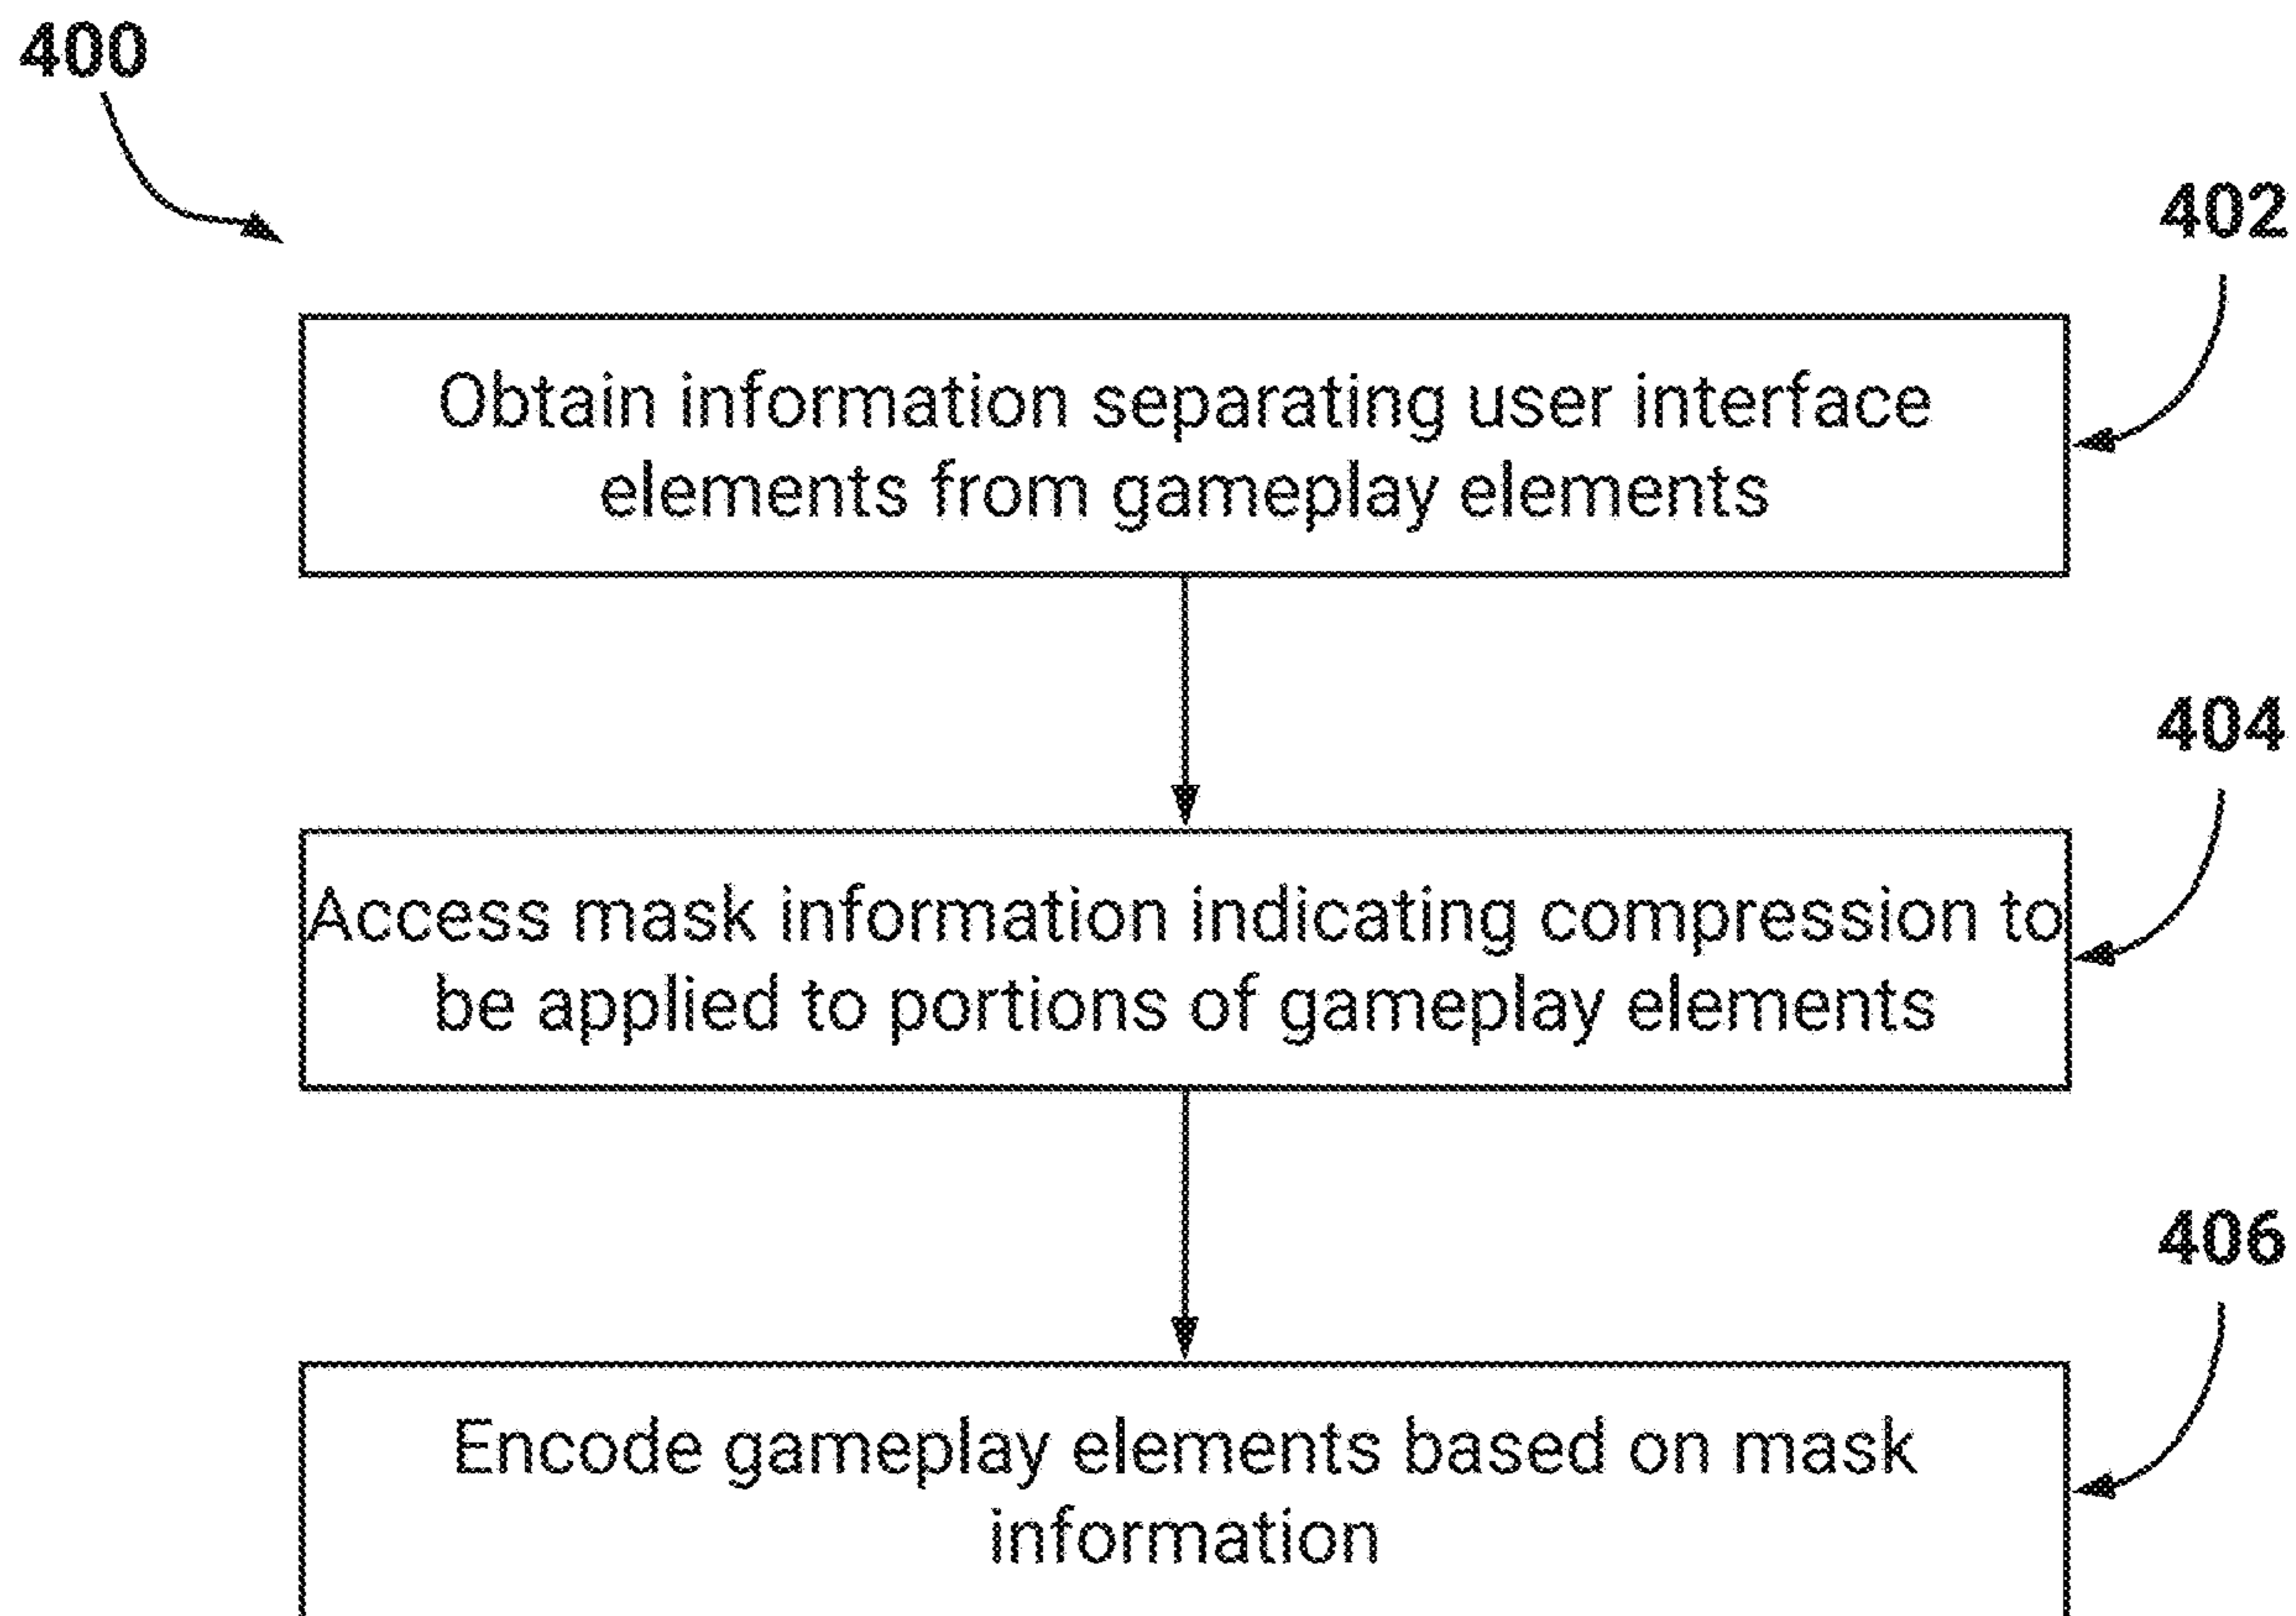 400
402
Obtain information separating user interface
elements from gameplay elements
404
Access mask information indicating compression to
be applied to portions of gameplay elements
406
Encode gameplay elements based on mask
information